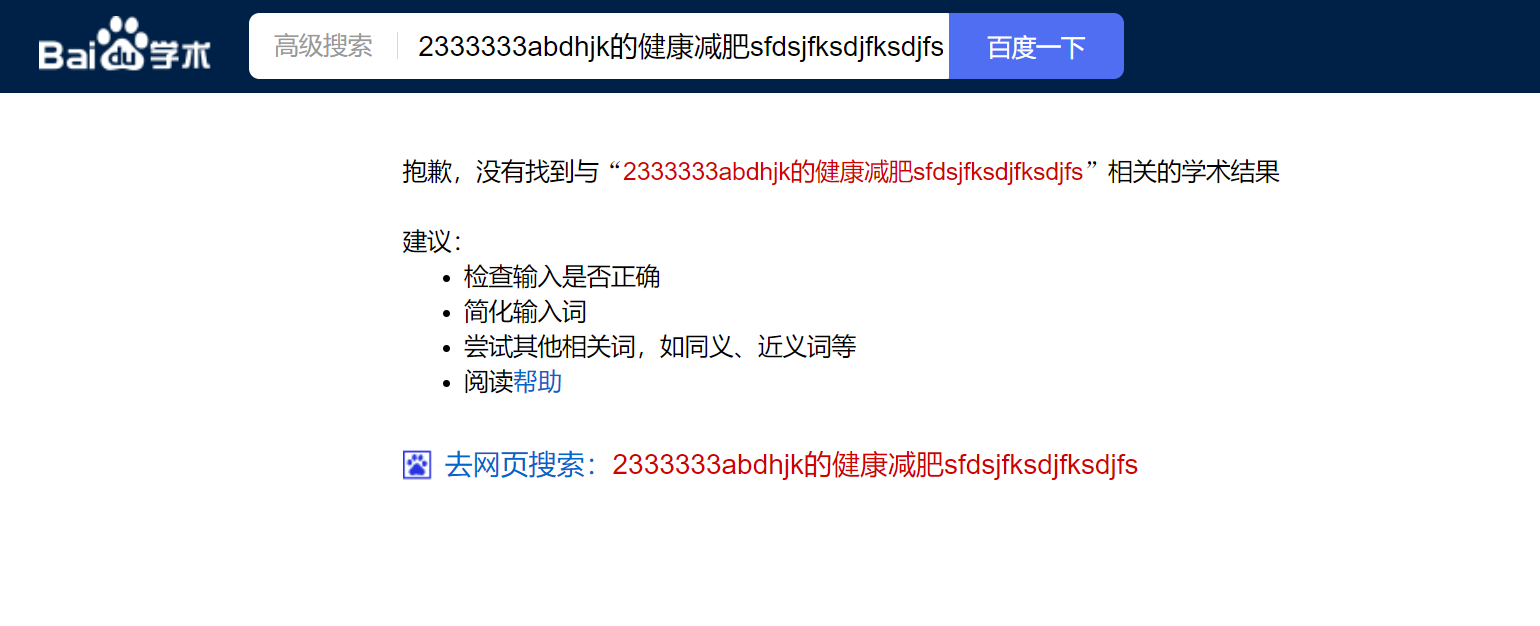 Bai du 学术
高级搜索
2333333abdhjk的健康减肥sfdsjfksdjfksdjfs
百度一下
抱歉，没有找到与“2333333abdhjk的健康减肥sfdsjfksdjfksdjfs”相关的学术结果
建议：
检查输入是否正确
简化输入词
尝试其他相关词，如同义、近义词等
阅读帮助
去网页搜索：2333333abdhjk的健康减肥sfdsjfksdjfksdjfs